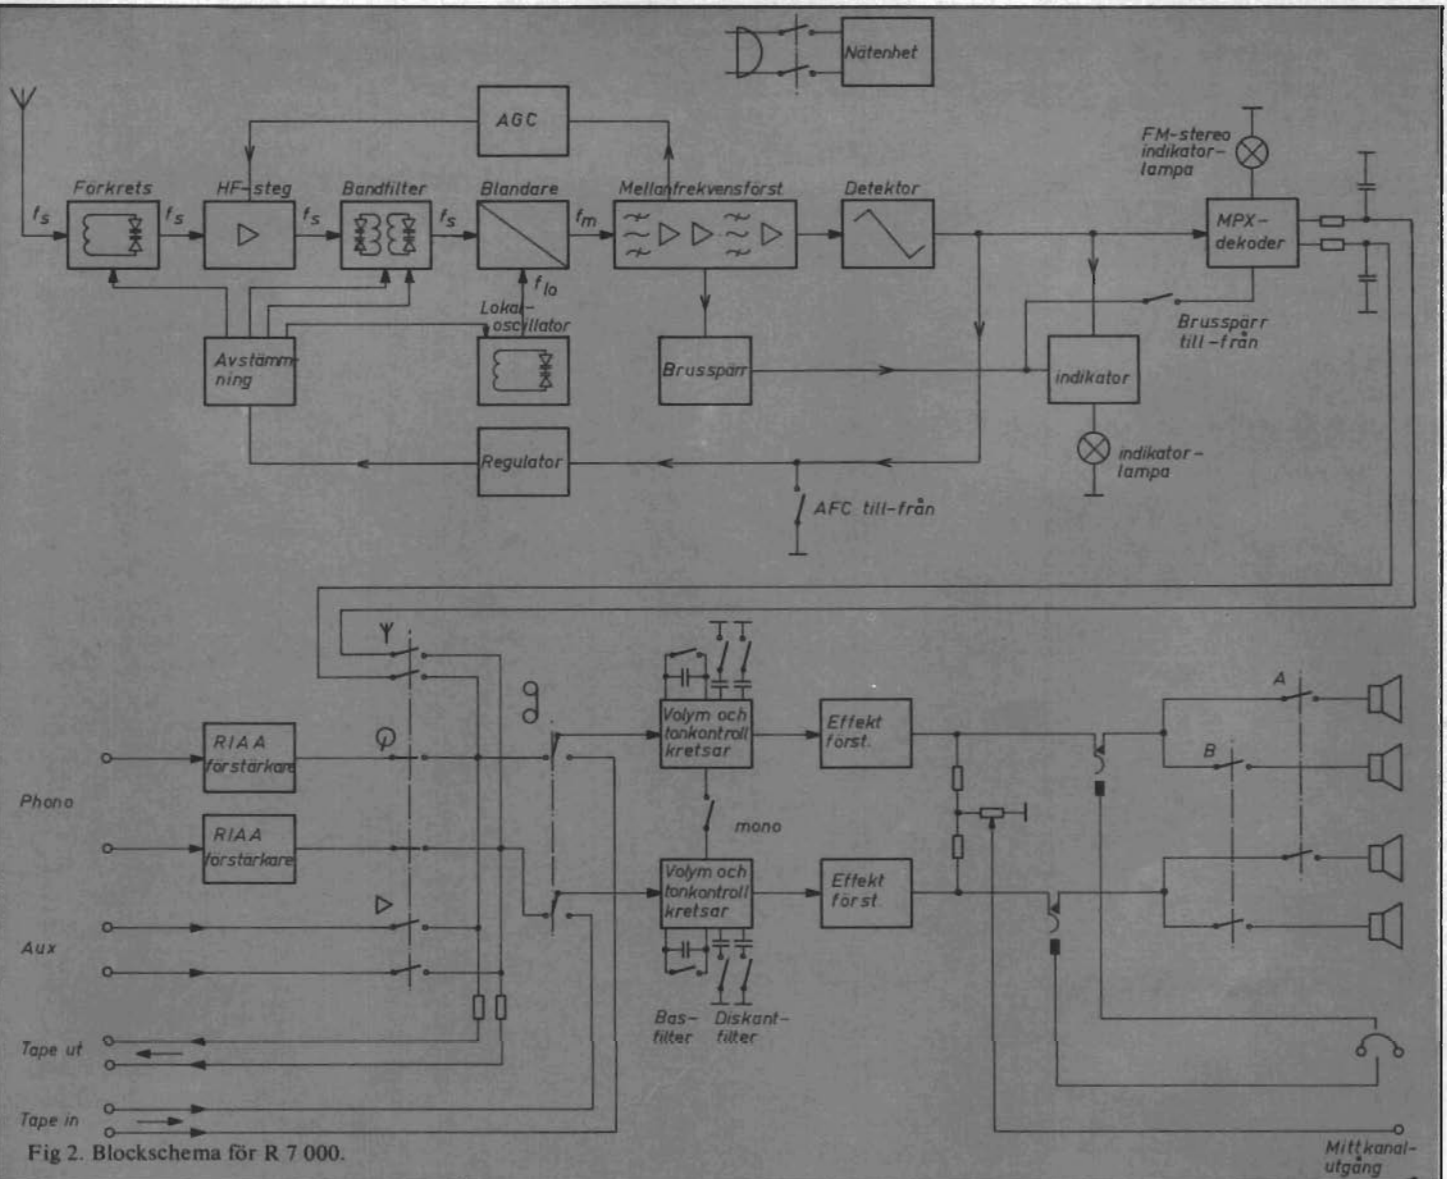 Nätenhet
AGC
FM-stereo
indikator-
lampa
Förkrets
HF-steg
Bandfilter
Blandare
Mellanfrekvensförst
Detektor
fs
fs
fs
fs
fm
MPX-
dekoder
flo
Lokal-
oscillator
Avstämm-
ning
Brusspärr
indikator
Brusspärr
till-från
Regulator
indikator-
lampa
AFC till-från
A
Volym och
tonkontroll
kretsar
Effekt
först.
RIAA
förstärkare
B
Phono
mono
RIAA
förstärkare
Volym och
tonkontroll
kretsar
Effekt
först.
Aux
Bas-
filter
Diskant-
filter
Tape ut
Tape in
Fig 2. Blockschema för R 7 000.
Mittkanal-
utgång